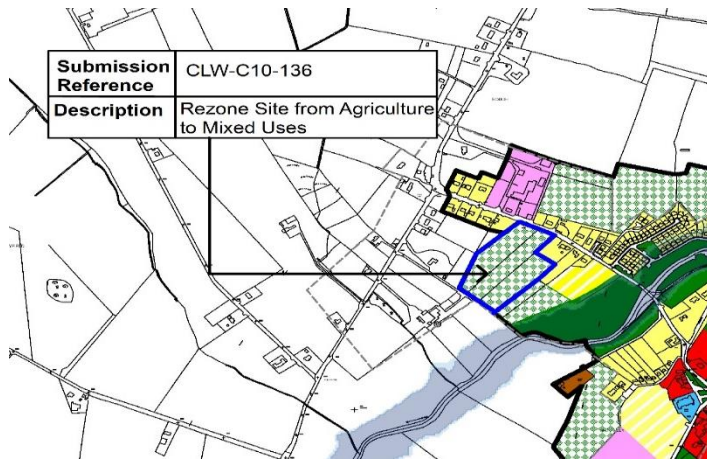 Submission Reference CLW-C10-136
Description Rezone Site from Agriculture
to Mixed Uses